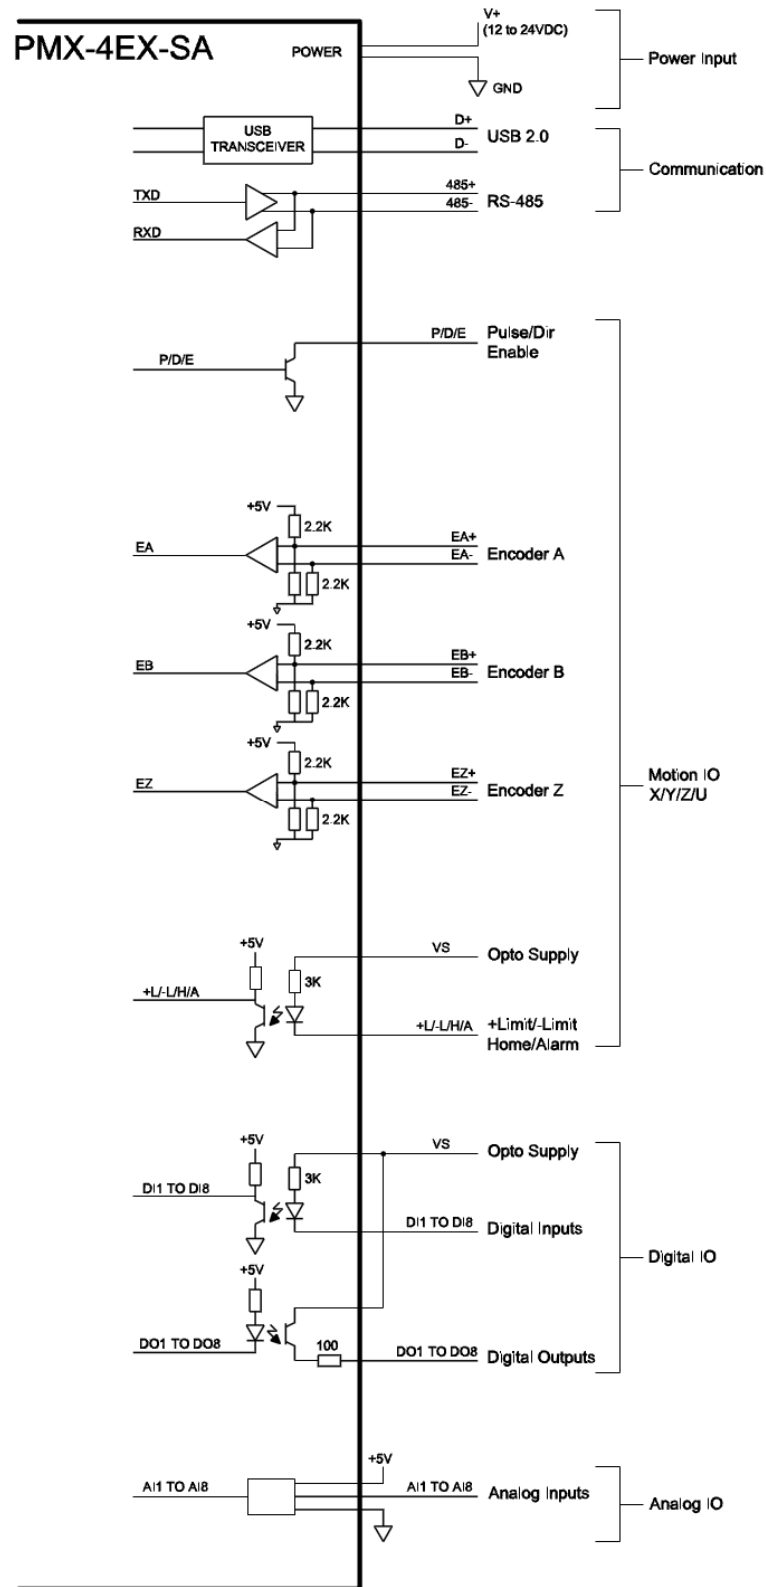 V+
(12 to 24VDC)
PMX-4EX-SA
POWER
Power Input
GND
D+
USB
TRANSCEIVER
USB 2.0
D-
Communication
485+
TXD
485-
RS-485
RXD
P/D/E
Pulse/Dir
Enable
P/D/E
+5V
2.2K
EA+
EA
EA-
Encoder A
2.2K
+5V
2.2K
EB+
EB
EB-
Encoder B
2.2K
+5V
2.2K
EZ+
EZ
EZ-
Encoder Z
2.2K
Motion IO
X/Y/Z/U
+5V
VS
Opto Supply
3K
+L/-L/H/A
+L/-L/H/A
+Limit/-Limit
Home/Alarm
+5V
VS
Opto Supply
3K
DI1 TO DI8
DI1 TO DI8
Digital Inputs
Digital IO
+5V
DO1 TO DO8
100
DO1 TO DO8
Digital Outputs
+5V
AI1 TO AI8
AI1 TO AI8
Analog Inputs
Analog IO